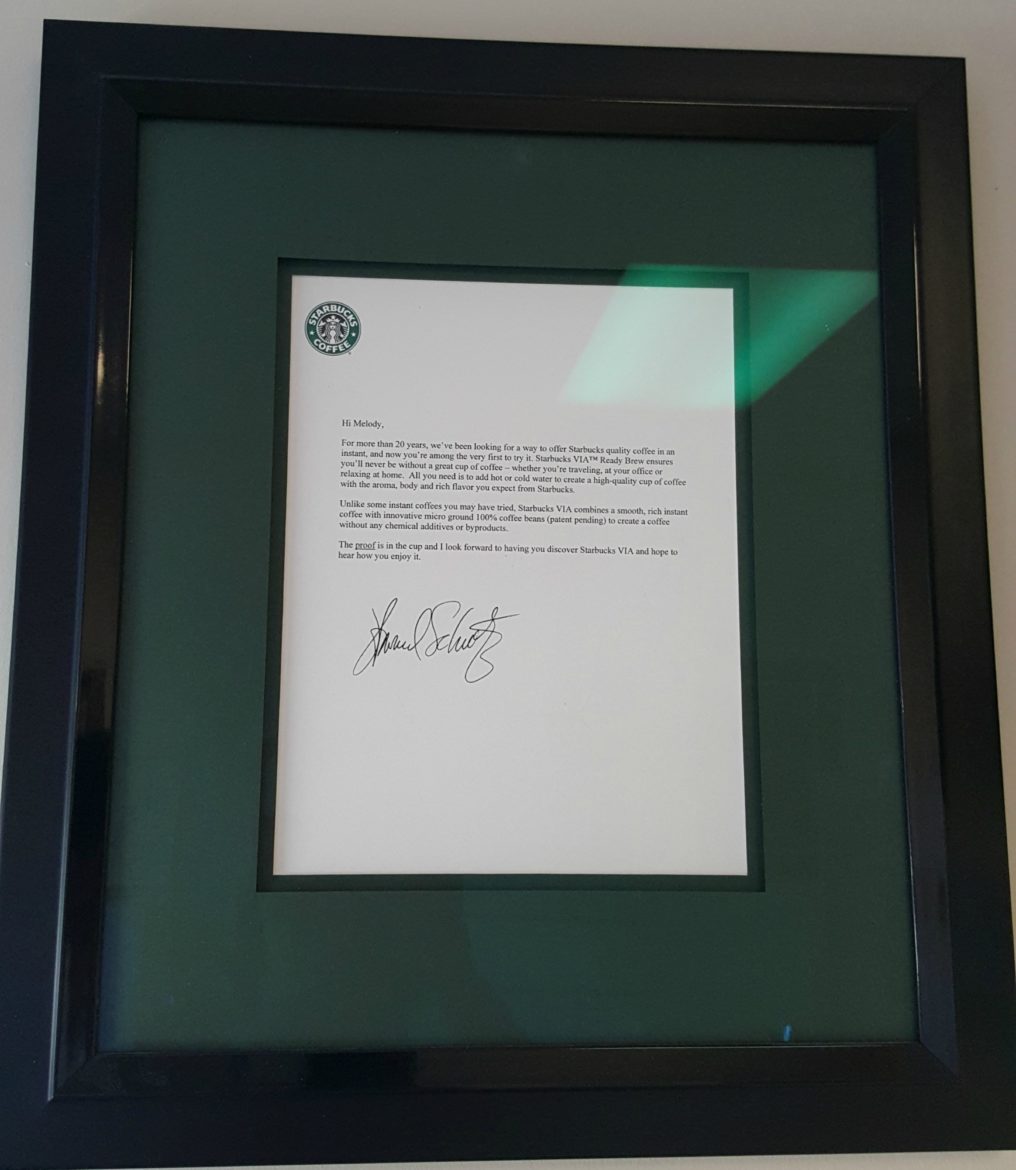 STARBUCKS
COFFEE
Hi Melody,
For more than 20 years, we've been looking for a way to offer Starbucks quality coffee in an
instant, and now you're among the very first to try it. Starbucks VIA™ Ready Brew ensures
you'll never be without a great cup of coffee – whether you're traveling, at your office or
relaxing at home. All you need is to add hot or cold water to create a high-quality cup of coffee
with the aroma, body and rich flavor you expect from Starbucks.
Unlike some instant coffees you may have tried, Starbucks VIA combines a smooth, rich instant
coffee with innovative micro ground 100% coffee beans (patent pending) to create a coffee
without any chemical additives or byproducts.
The proof is in the cup and I look forward to having you discover Starbucks VIA and hope to
hear how you enjoy it.
Howard Schultz